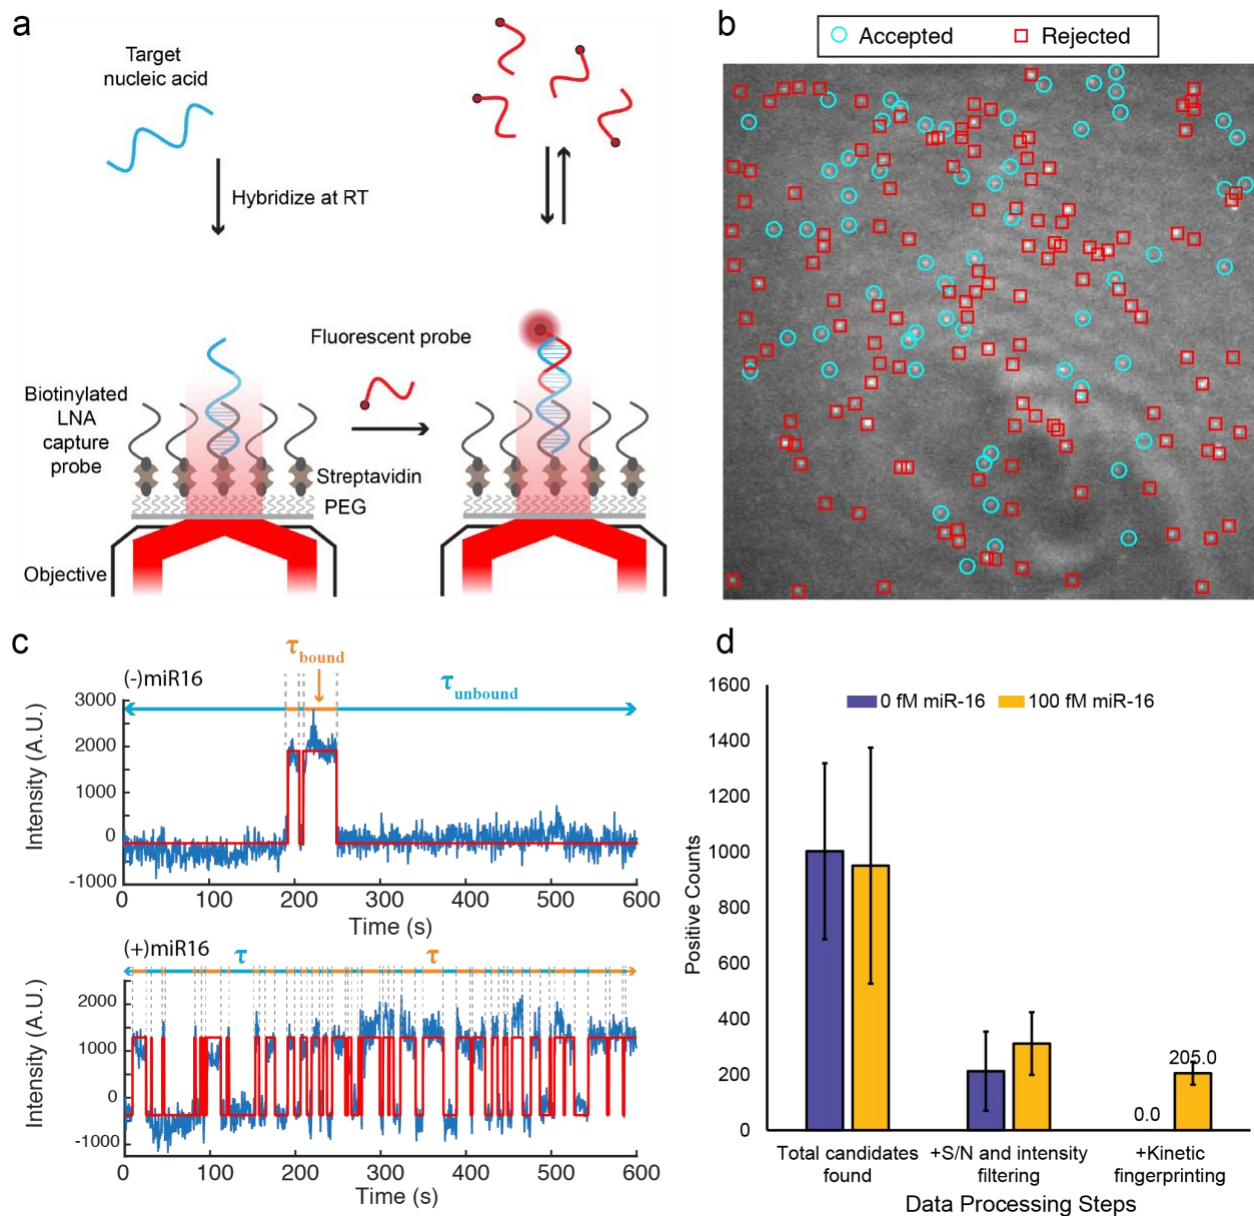 a
Target
nucleic acid
Hybridize at RT
Fluorescent probe
Biotinylated
LNA
capture
probe
Streptavidin
PEG
Objective
b
Accepted Rejected
c
(-)miR16
τbound
τunbound
3000
2000
1000
0
-1000
Intensity (A.U.)
0 100 200 300 400 500 600
Time (s)
(+)miR16
τ τ
2000
1000
0
-1000
Intensity (A.U.)
0 100 200 300 400 500 600
Time (s)
d
0 fM miR-16 100 fM miR-16
1600
1400
1200
1000
800
600
400
200
0
Positive Counts
205.0
0.0
Total candidates +S/N and intensity +Kinetic
found filtering fingerprinting
Data Processing Steps